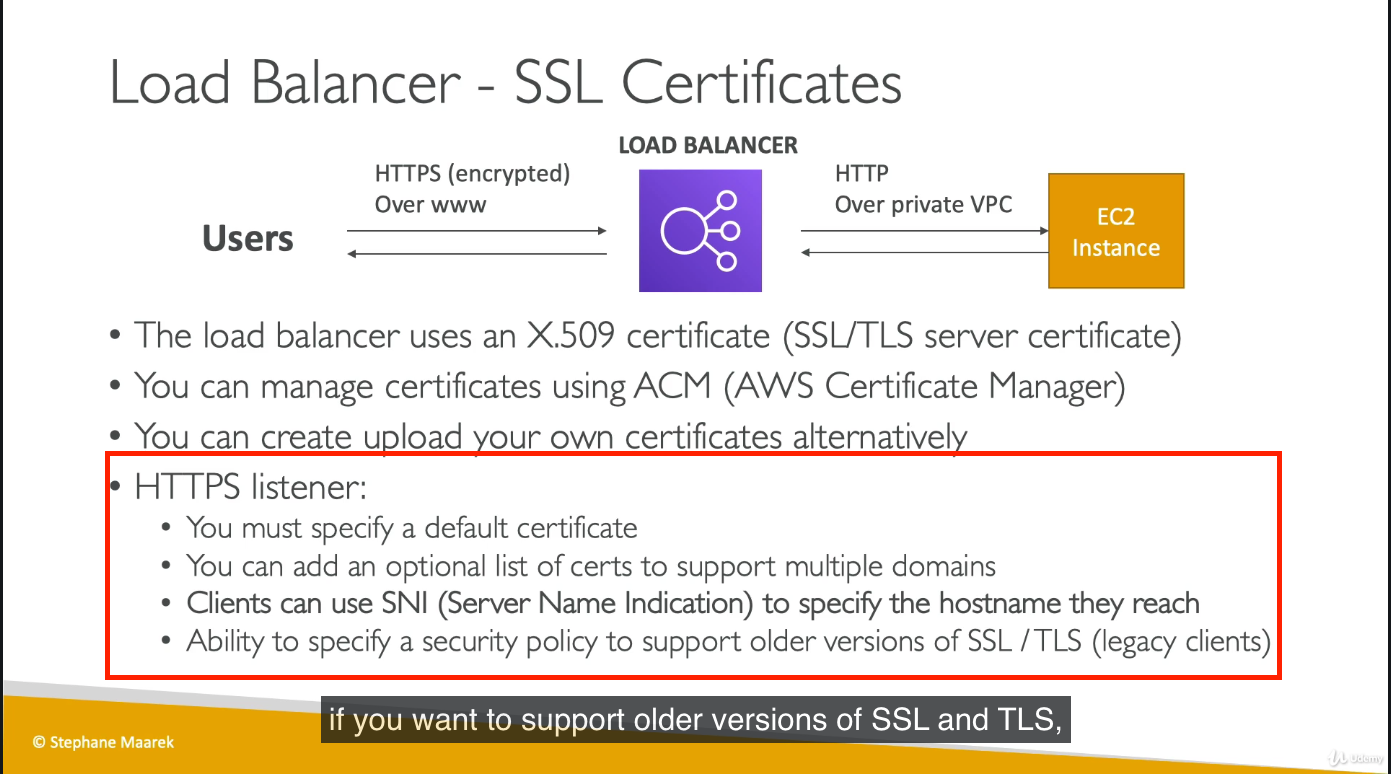 Load Balancer - SSL Certificates
LOAD BALANCER
HTTPS (encrypted)
Over www
HTTP
Over private VPC
Users
EC2
Instance
• The load balancer uses an X.509 certificate (SSL/TLS server certificate)
• You can manage certificates using ACM (AWS Certificate Manager)
• You can create upload your own certificates alternatively
• HTTPS listener:
• You must specify a default certificate
• You can add an optional list of certs to support multiple domains
• Clients can use SNI (Server Name Indication) to specify the hostname they reach
• Ability to specify a security policy to support older versions of SSL / TLS (legacy clients)
if you want to support older versions of SSL and TLS,
© Stephane Maarek
Udemy